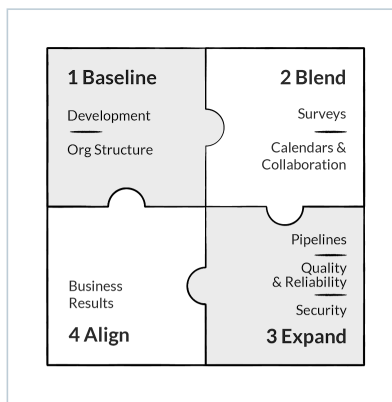 1 Baseline
Development
Org Structure
2 Blend
Surveys
Calendars &
Collaboration
Business
Results
4 Align
Pipelines
Quality
& Reliability
Security
3 Expand